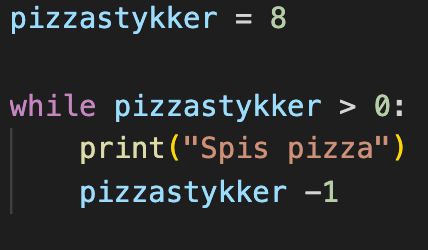 pizzastykker = 8
while pizzastykker > 0:
    print("Spis pizza")
    pizzastykker -1